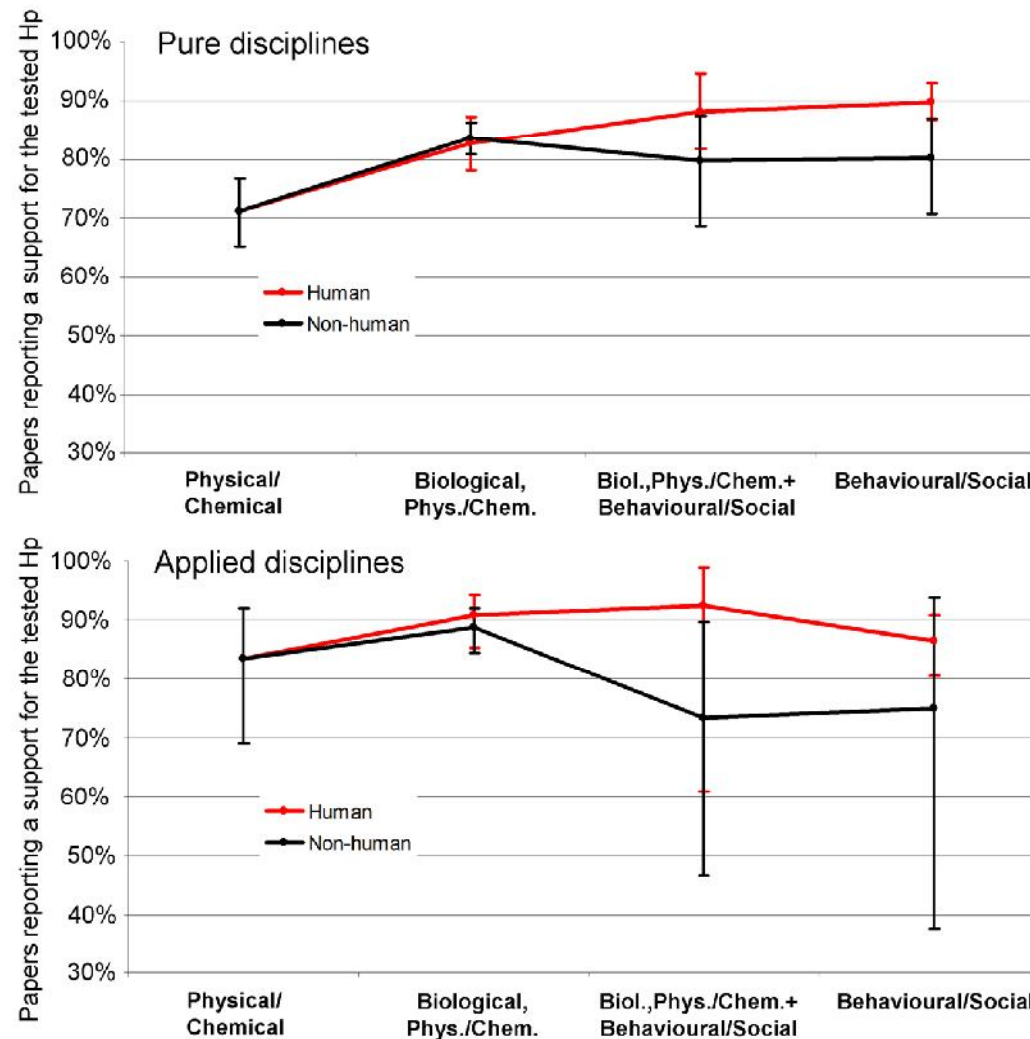 Papers reporting a support for the tested Hp
Pure disciplines
100%
90%
80%
70%
60%
50%
40%
30%
Human
Non-human
Physical/
Chemical
Biological,
Phys./Chem.
Biol.,Phys./Chem.+
Behavioural/Social
Behavioural/Social
Papers reporting a support for the tested Hp
Applied disciplines
100%
90%
80%
70%
60%
50%
40%
30%
Human
Non-human
Physical/
Chemical
Biological,
Phys./Chem.
Biol.,Phys./Chem.+
Behavioural/Social
Behavioural/Social